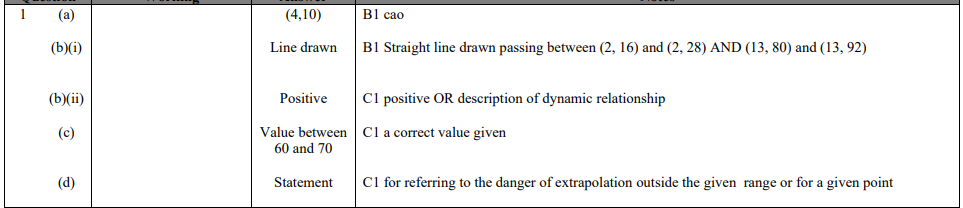 1 (a) (4,10) B1 cao
(b)(i) Line drawn B1 Straight line drawn passing between (2, 16) and (2, 28) AND (13, 80) and (13, 92)
(b)(ii) Positive C1 positive OR description of dynamic relationship
(c) Value between C1 a correct value given
60 and 70
(d) Statement C1 for referring to the danger of extrapolation outside the given range or for a given point